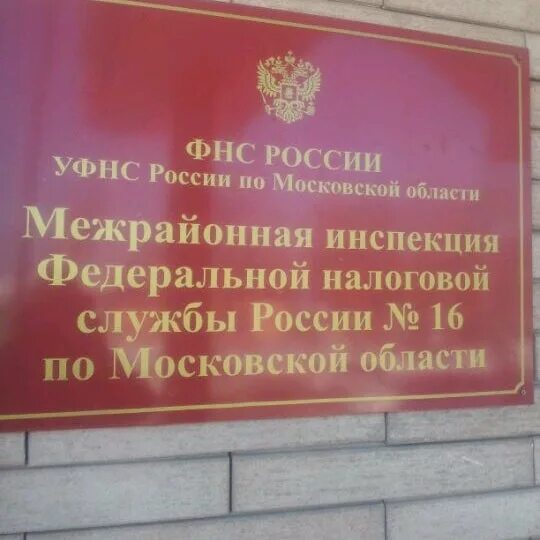 ФНС РОССИИ
УФНС России по Московской области
Межрайонная инспекция
Федеральной налоговой
службы России № 16
по Московской области